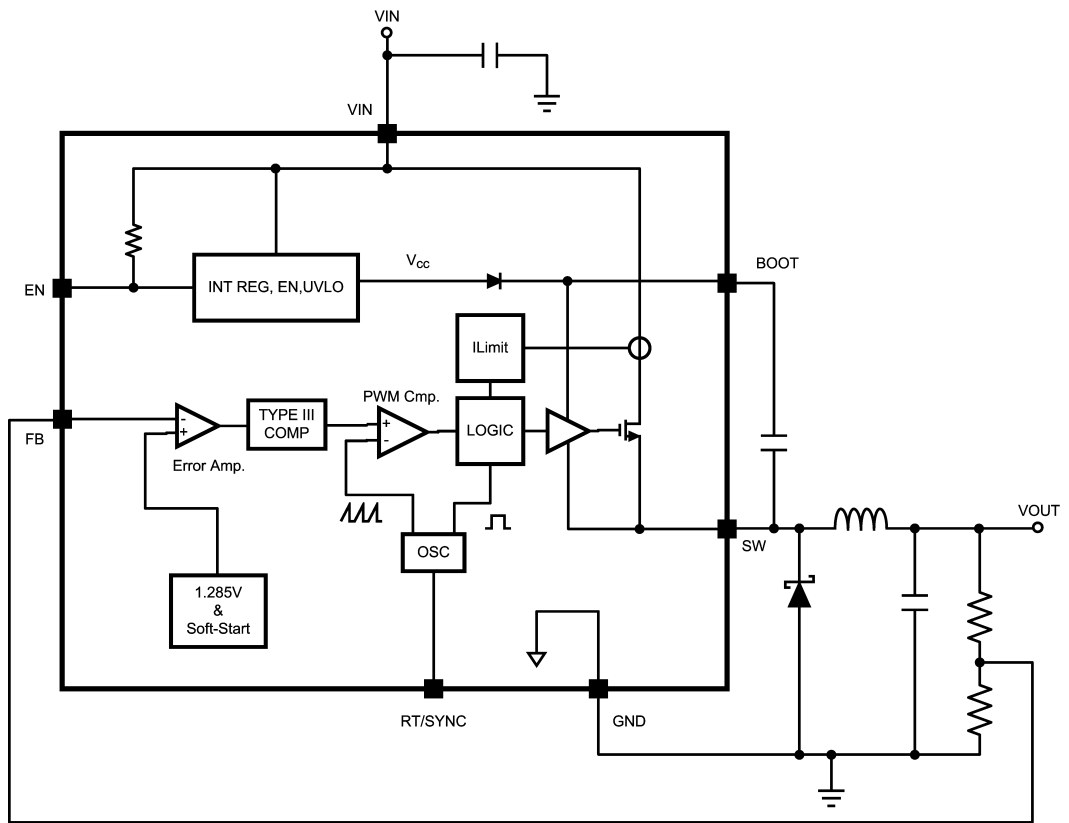 VIN
VIN
EN
INT REG, EN,UVLO
VCC
BOOT
ILimit
PWM Cmp.
FB
-
+
Error Amp.
TYPE III
COMP
+
-
LOGIC
OSC
SW
VOUT
1.285V
&
Soft-Start
RT/SYNC
GND